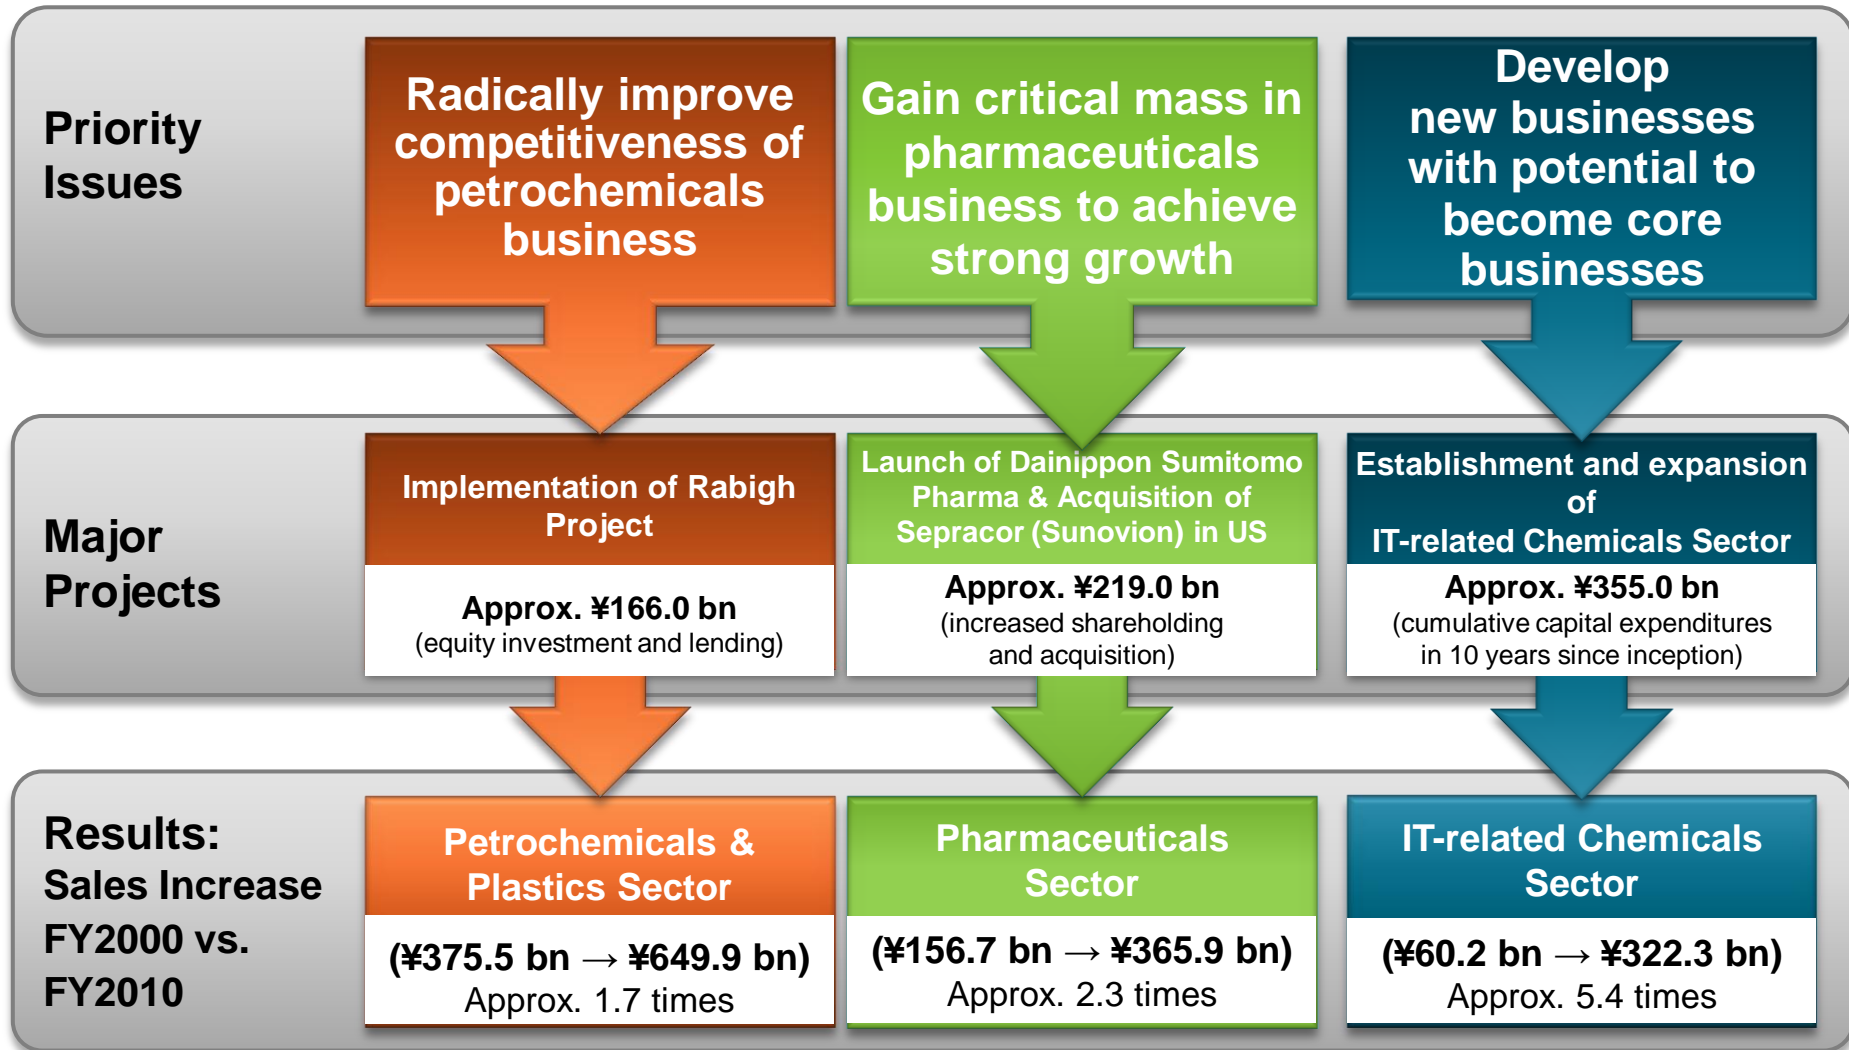 Priority
Issues
Radically improve
competitiveness of
petrochemicals
business
Gain critical mass in
pharmaceuticals
business to achieve
strong growth
Develop
new businesses
with potential to
become core
businesses
Major
Projects
Implementation of Rabigh
Project
Approx. ¥166.0 bn
(equity investment and lending)
Launch of Dainippon Sumitomo
Pharma & Acquisition of
Sepracor (Sunovion) in US
Approx. ¥219.0 bn
(increased shareholding
and acquisition)
Establishment and expansion
of
IT-related Chemicals Sector
Approx. ¥355.0 bn
(cumulative capital expenditures
in 10 years since inception)
Results:
Sales Increase
FY2000 vs.
FY2010
Petrochemicals &
Plastics Sector
(¥375.5 bn → ¥649.9 bn)
Approx. 1.7 times
Pharmaceuticals
Sector
(¥156.7 bn → ¥365.9 bn)
Approx. 2.3 times
IT-related Chemicals
Sector
(¥60.2 bn → ¥322.3 bn)
Approx. 5.4 times